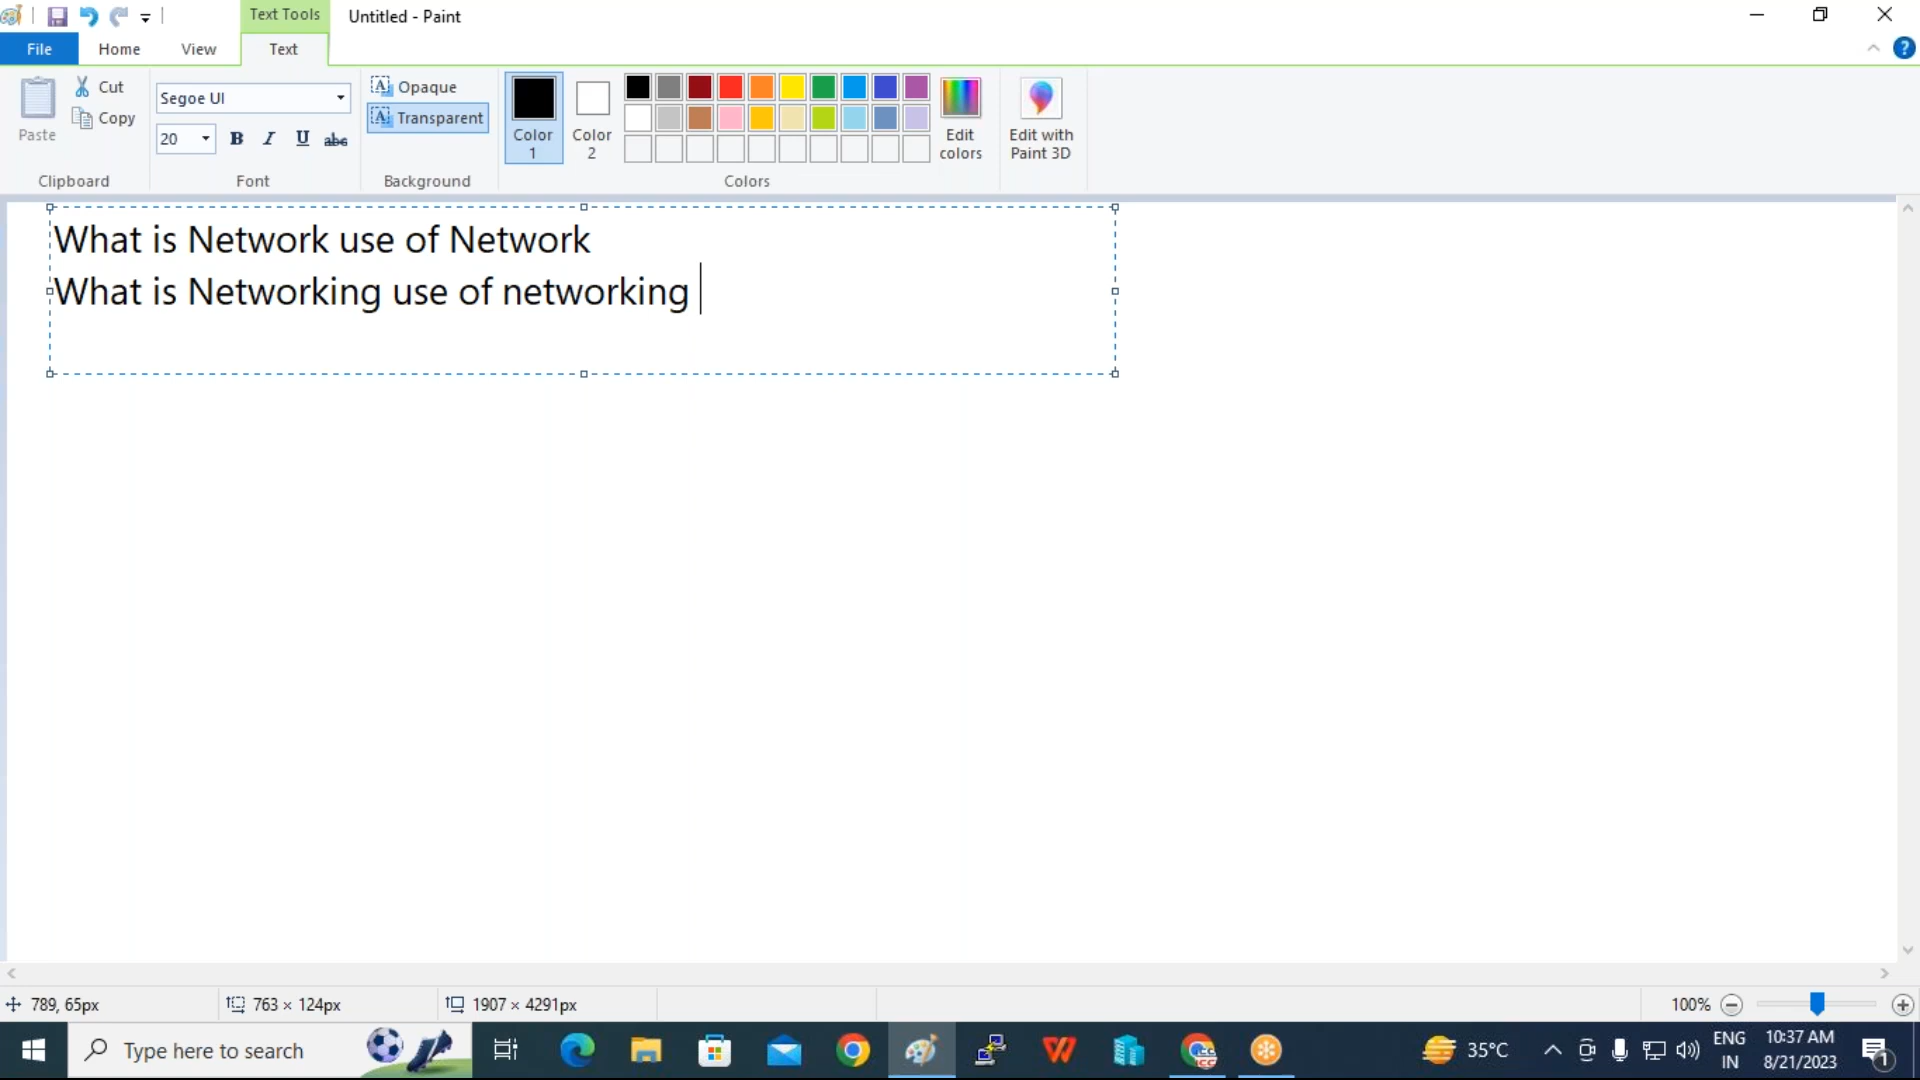 Text Tools
Untitled - Paint
File
Home
View
Text
Paste
Cut
Copy
Clipboard
Segoe UI
20
B I U abc
Font
Opaque
Transparent
Background
Color 1
Color 2
Colors
Edit colors
Edit with Paint 3D
What is Network use of Network
What is Networking use of networking
789, 65px
763 × 124px
1907 × 4291px
100%
Type here to search
35°C
ENG
IN
10:37 AM
8/21/2023
1